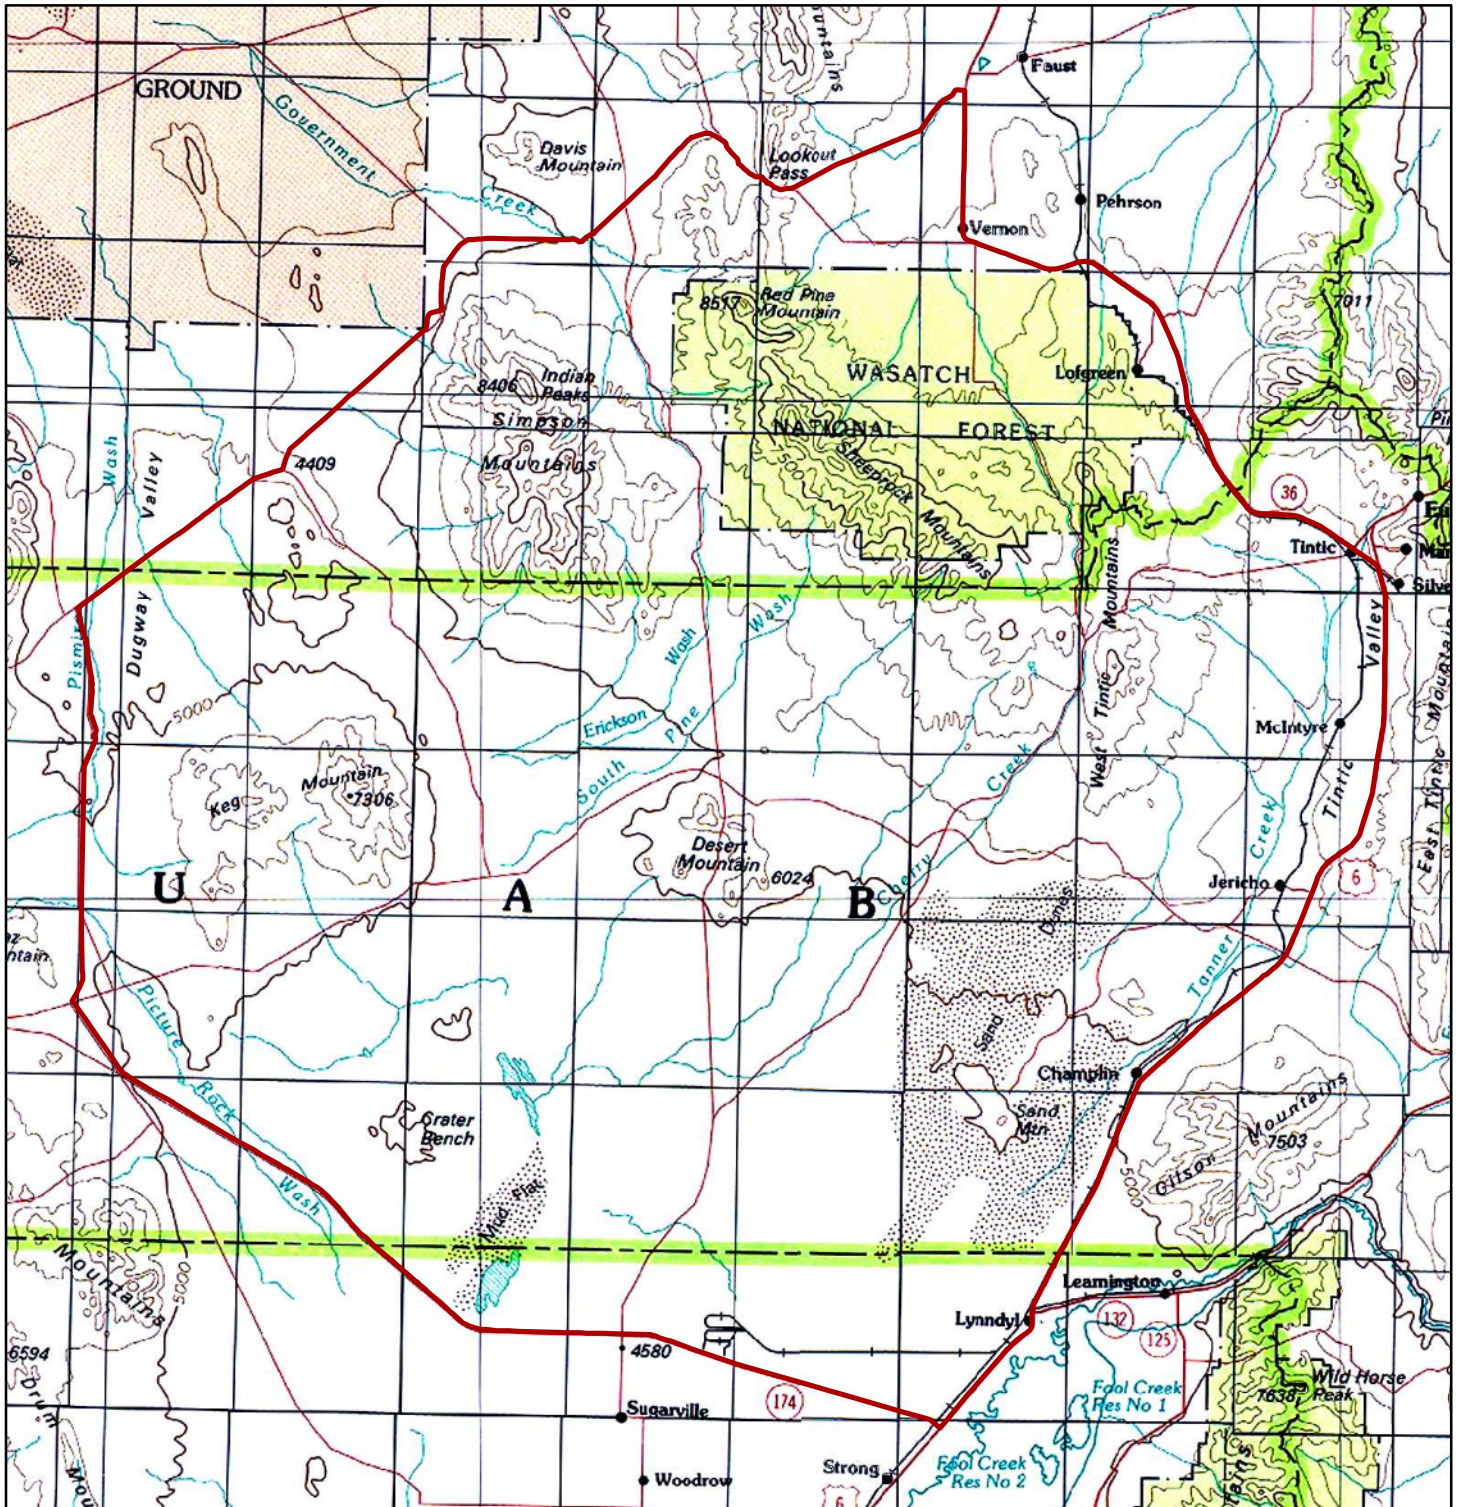 Faust
GROUND
Government
Creek
Davis
Mountain
Lookout
Pass
Pehrson
Vernon
8517
Red Pine
Mountain
7011
WASATCH
NATIONAL FOREST
Lofgreen
8406
Indian
Peaks
Simpson
Mountains
Sheeprock
Mountains
Wash
Valley
4409
5000
36
Tintic
Silve
Pismire
Dugway
Wash
Wash
West Tintic Mountains
Valley
5000
Erickson
South Pine
McIntyre
Tintic
East Tintic Mountain
Keg
Mountain
7306
Creek
Creek
Desert
Mountain
6024
Cherry
Jericho
6
U
A
B
Dunes
ntain
Tanner
Picture
Rock
Wash
Sand
Champlin
Crater
Bench
Sand
Mtn
Mountains
7503
Gilson
5000
Mud Flat
Mountains
5000
Leamington
Lynndyl
132
125
6594
Drum
4580
174
Sugarville
Fool Creek
Res No 1
Wild Horse
Peak
7638
Strong
Fool Creek
Res No 2
Woodrow
6